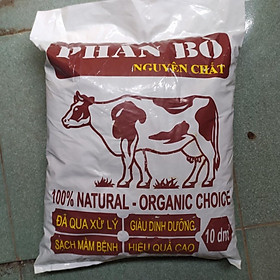 PHÂN BÒ
NGUYÊN CHẤT
100% NATURAL - ORGANIC CHOICE
ĐÃ QUA XỬ LÝ
GIÀU DINH DƯỠNG
SẠCH MẦM BỆNH
HIỆU QUẢ CAO
10 dm³